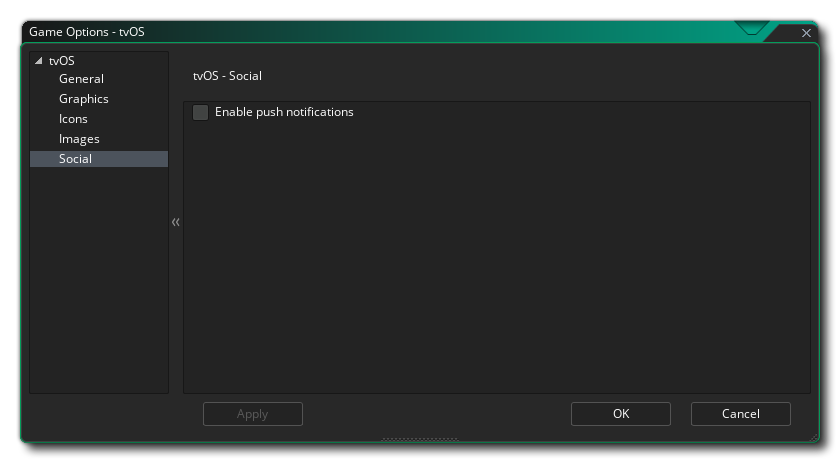 Game Options - tvOS
tvOS
General
Graphics
Icons
Images
Social
tvOS - Social
Enable push notifications
Apply
OK
Cancel